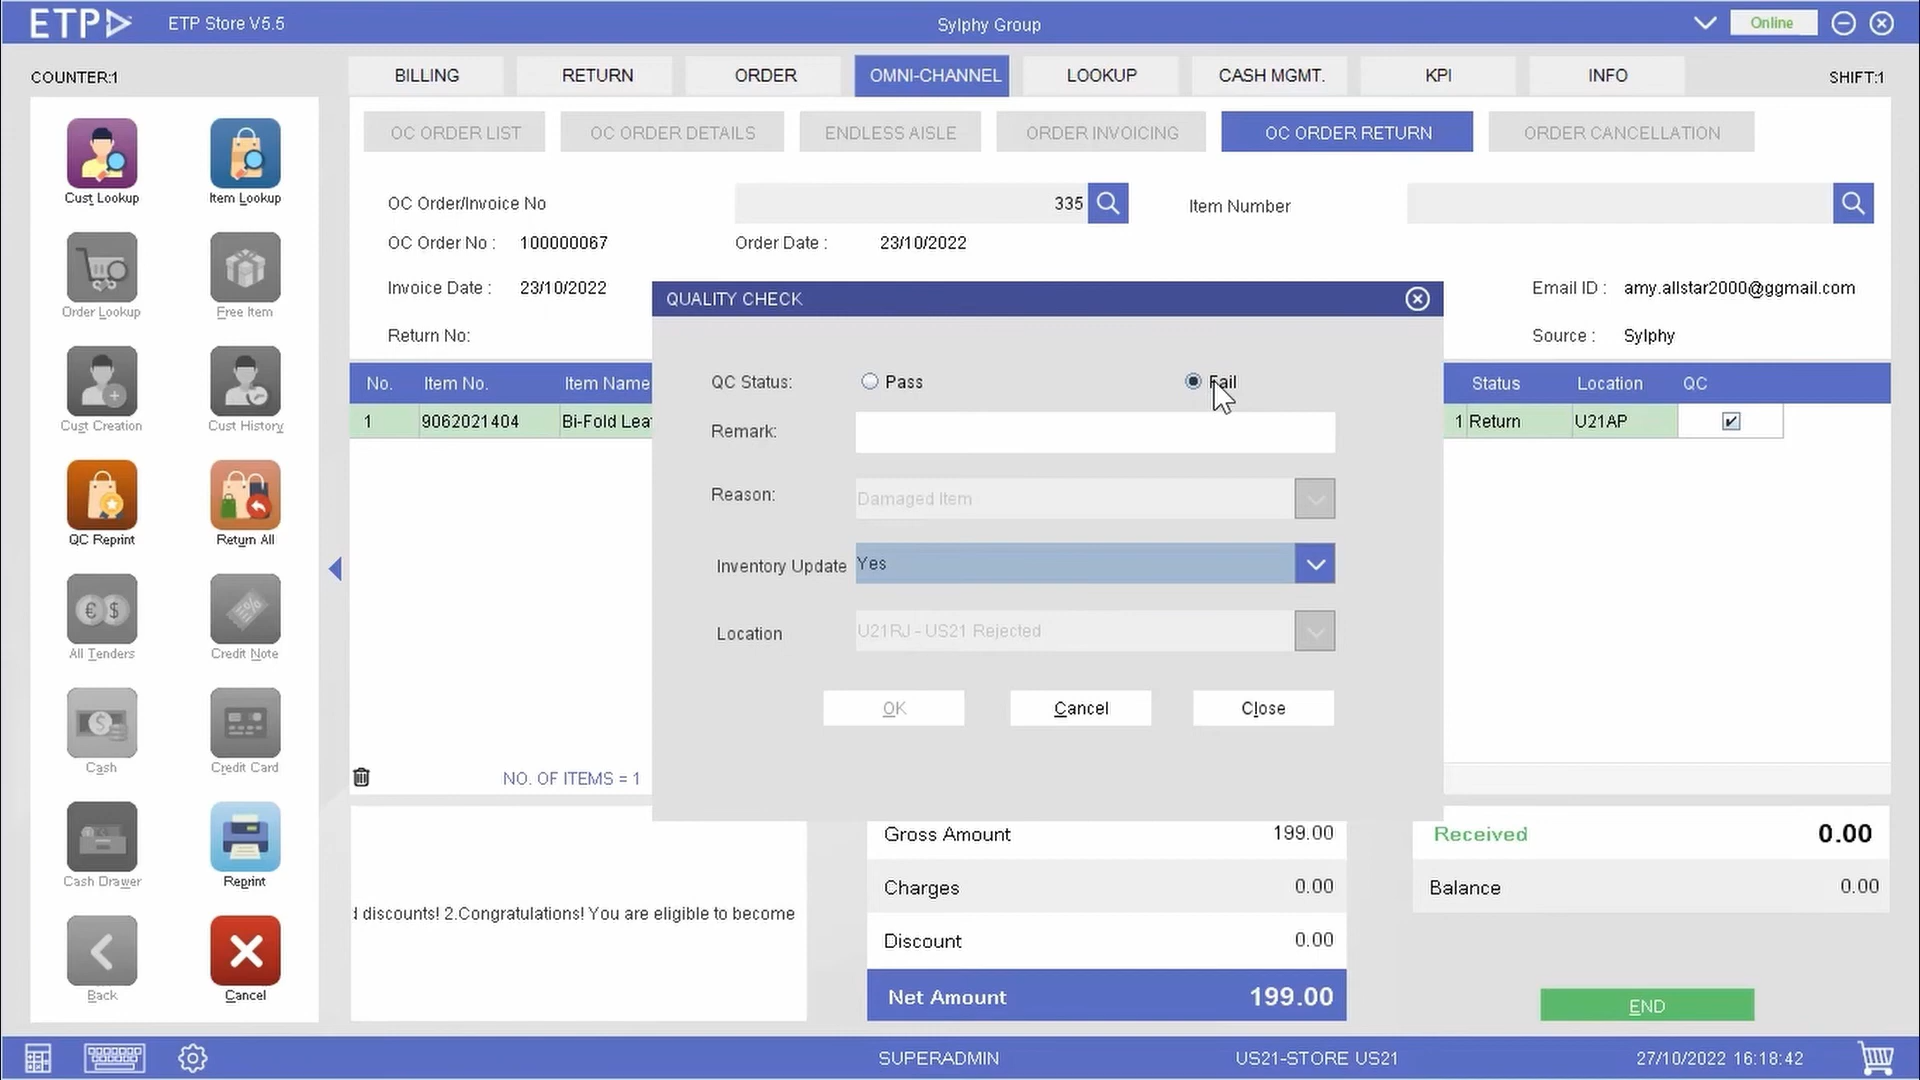 ETP
ETP Store V5.5
Sylphy Group
Online
COUNTER:1
BILLING
RETURN
ORDER
OMNI-CHANNEL
LOOKUP
CASH MGMT.
KPI
INFO
SHIFT:1
OC ORDER LIST
OC ORDER DETAILS
ENDLESS AISLE
ORDER INVOICING
OC ORDER RETURN
ORDER CANCELLATION
Cust Lookup
Item Lookup
Order Lookup
Free Item
Cust Creation
Cust History
QC Reprint
Return All
All Tenders
Credit Note
Cash
Credit Card
Cash Drawer
Reprint
Back
Cancel
OC Order/Invoice No
335
Item Number
OC Order No : 100000067
Order Date : 23/10/2022
Invoice Date : 23/10/2022
Email ID : amy.allstar2000@ggmail.com
Return No:
Source : Sylphy
No. Item No. Item Name
Status Location QC
1 9062021404 Bi-Fold Lea
1 Return U21AP
QUALITY CHECK
QC Status: Pass Fail
Remark:
Reason: Damaged Item
Inventory Update Yes
Location U21RJ - US21 Rejected
OK
Cancel
Close
NO. OF ITEMS = 1
discounts! 2.Congratulations! You are eligible to become
Gross Amount 199.00
Charges 0.00
Discount 0.00
Net Amount 199.00
Received 0.00
Balance 0.00
END
SUPERADMIN
US21-STORE US21
27/10/2022 16:18:42